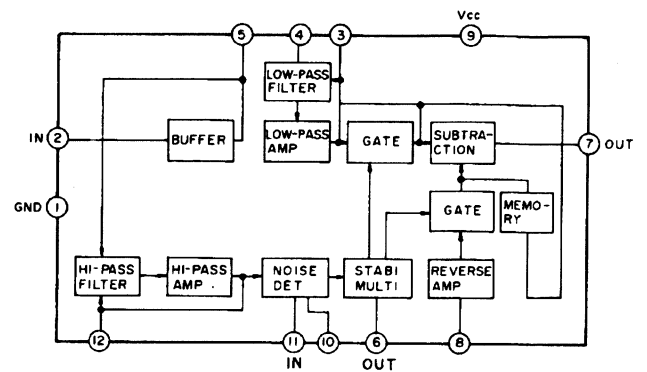 Vcc
5
4
3
9
LOW-PASS
FILTER
IN 2
BUFFER
LOW-PASS
AMP
GATE
SUBTRA-
CTION
7 OUT
GND 1
GATE
MEMO-
RY
HI-PASS
FILTER
HI-PASS
AMP.
NOISE
DET
STABI
MULTI
REVERSE
AMP
12
11
10
6
8
IN
OUT